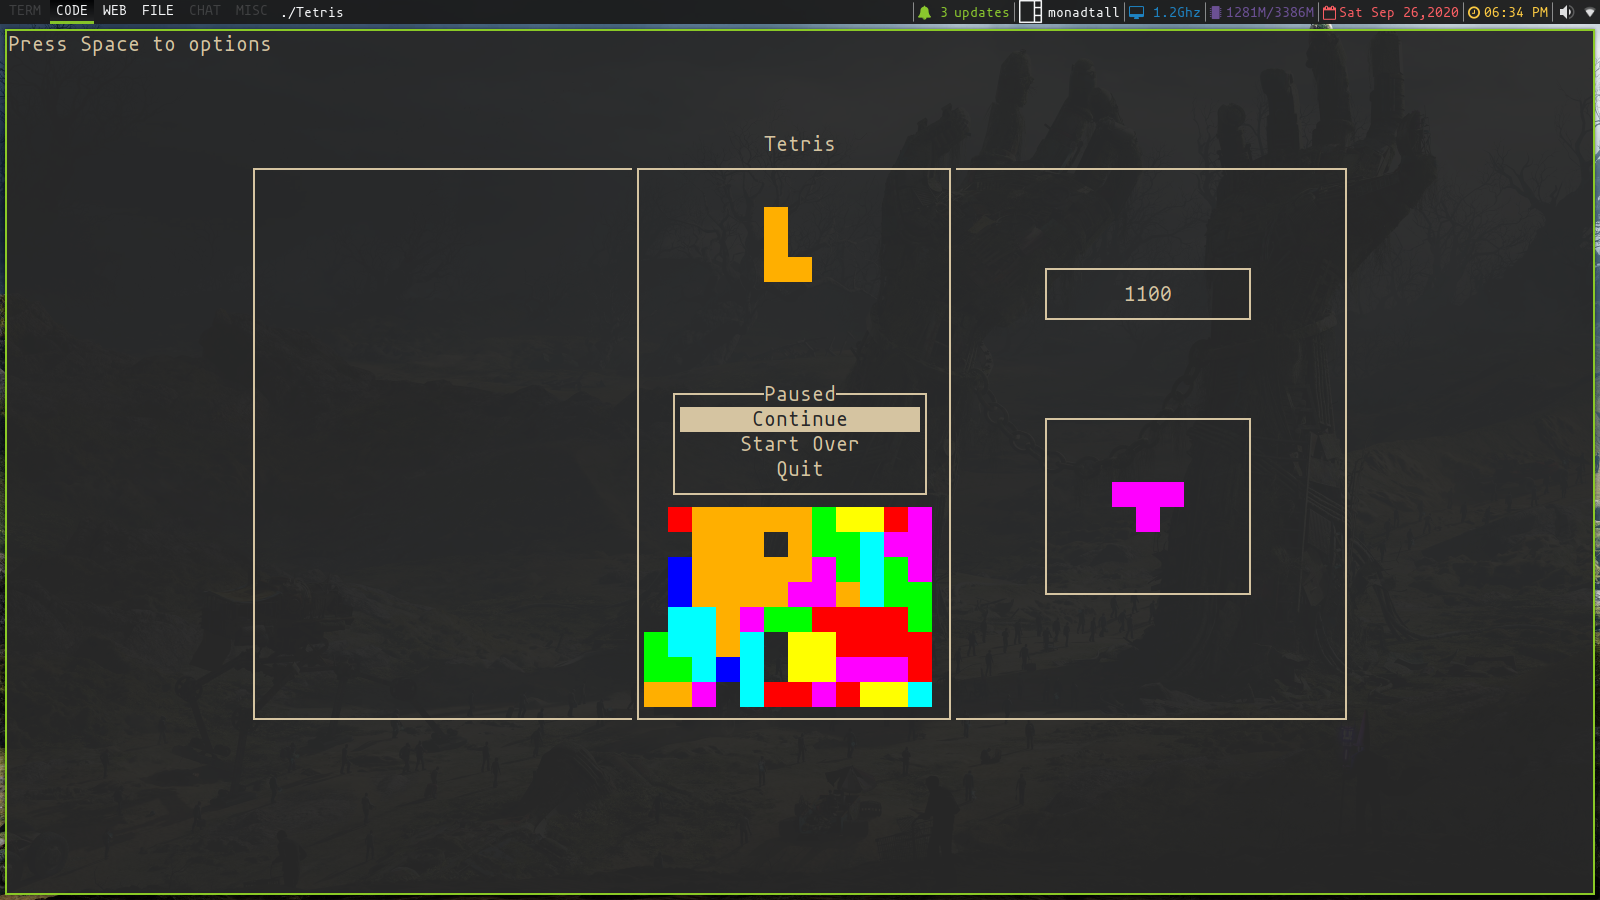 TERM CODE WEB FILE CHAT MISC ./Tetris 3 updates monadtall 1.2Ghz 1281M/3386M Sat Sep 26,2020 06:34 PM
Press Space to options
Tetris
1100
Paused
Continue
Start Over
Quit